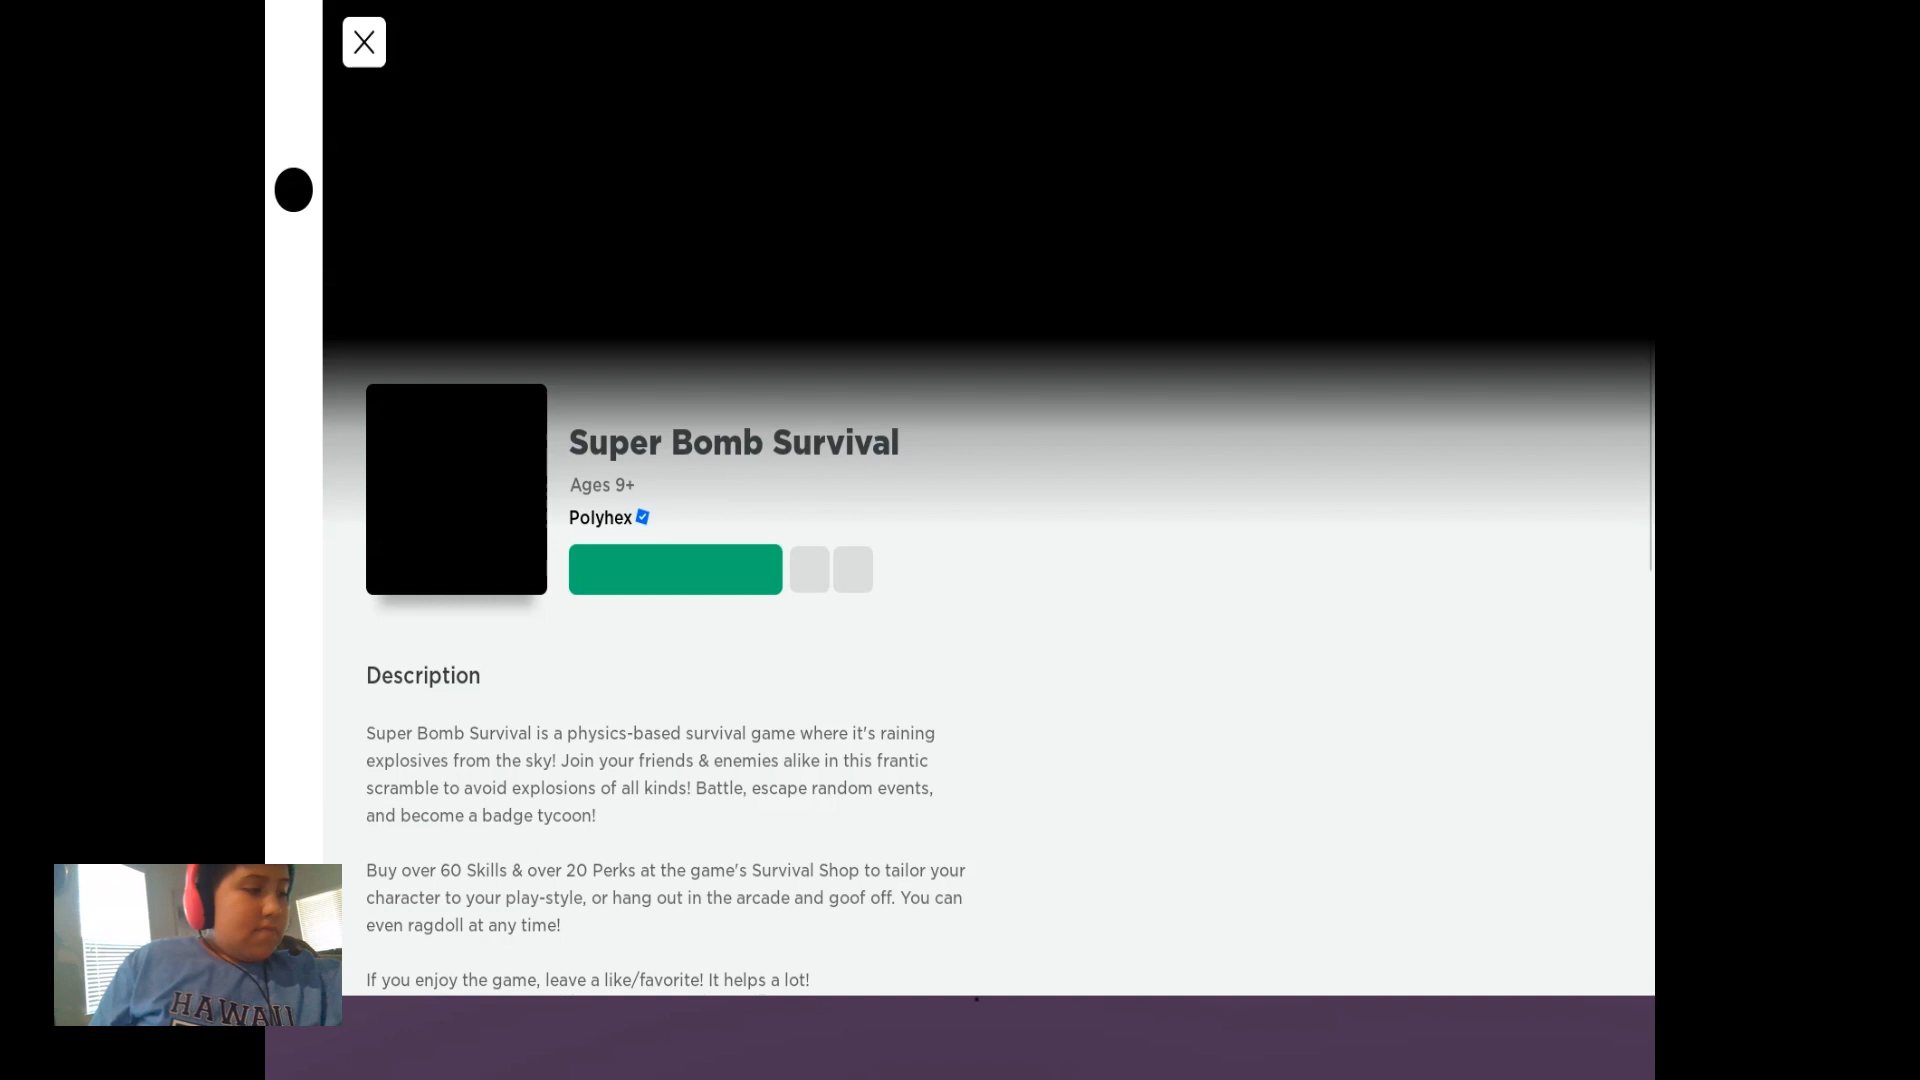 Super Bomb Survival
Ages 9+
Polyhex
Description
Super Bomb Survival is a physics-based survival game where it's raining
explosives from the sky! Join your friends & enemies alike in this frantic
scramble to avoid explosions of all kinds! Battle, escape random events,
and become a badge tycoon!
Buy over 60 Skills & over 20 Perks at the game's Survival Shop to tailor your
character to your play-style, or hang out in the arcade and goof off. You can
even ragdoll at any time!
If you enjoy the game, leave a like/favorite! It helps a lot!
HAWAII